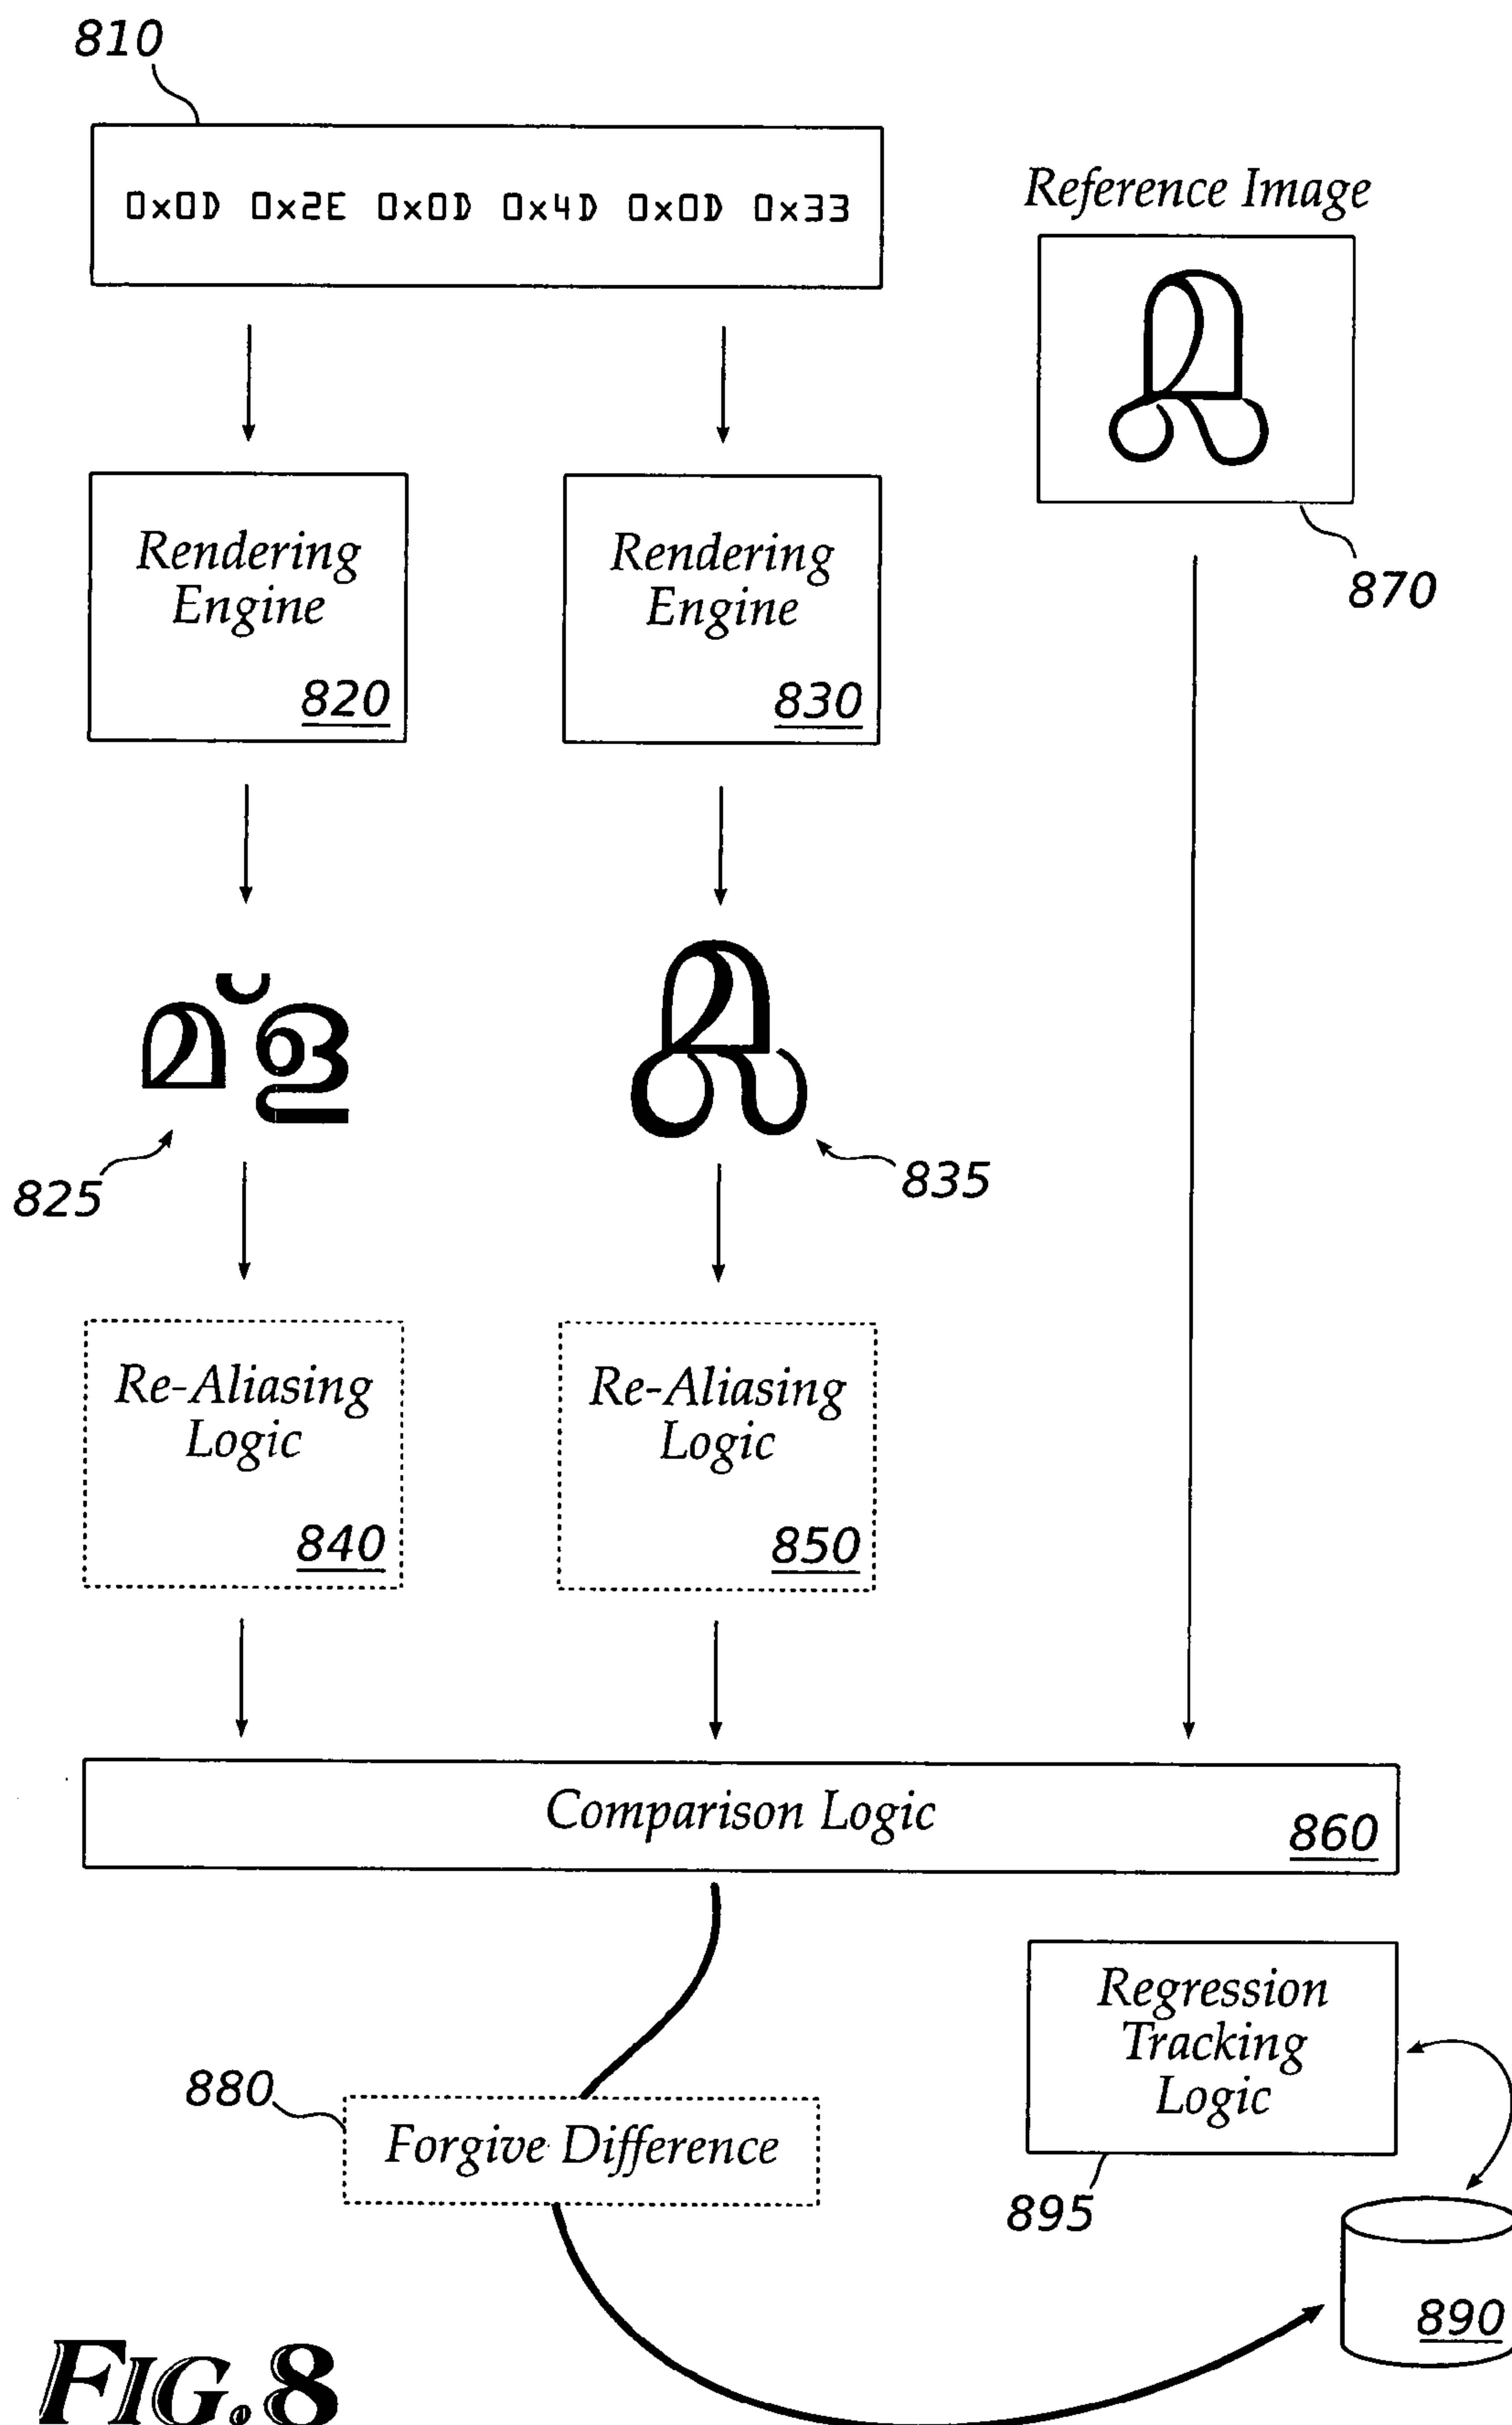 810
0x0D 0x2E 0x0D 0x4D 0x0D 0x33
Reference Image
മ്ള
870
Rendering
Engine
820
Rendering
Engine
830
മ്‌ള
825
മ്ള
835
Re-Aliasing
Logic
840
Re-Aliasing
Logic
850
Comparison Logic
860
880
Forgive Difference
Regression
Tracking
Logic
895
890
FIG. 8